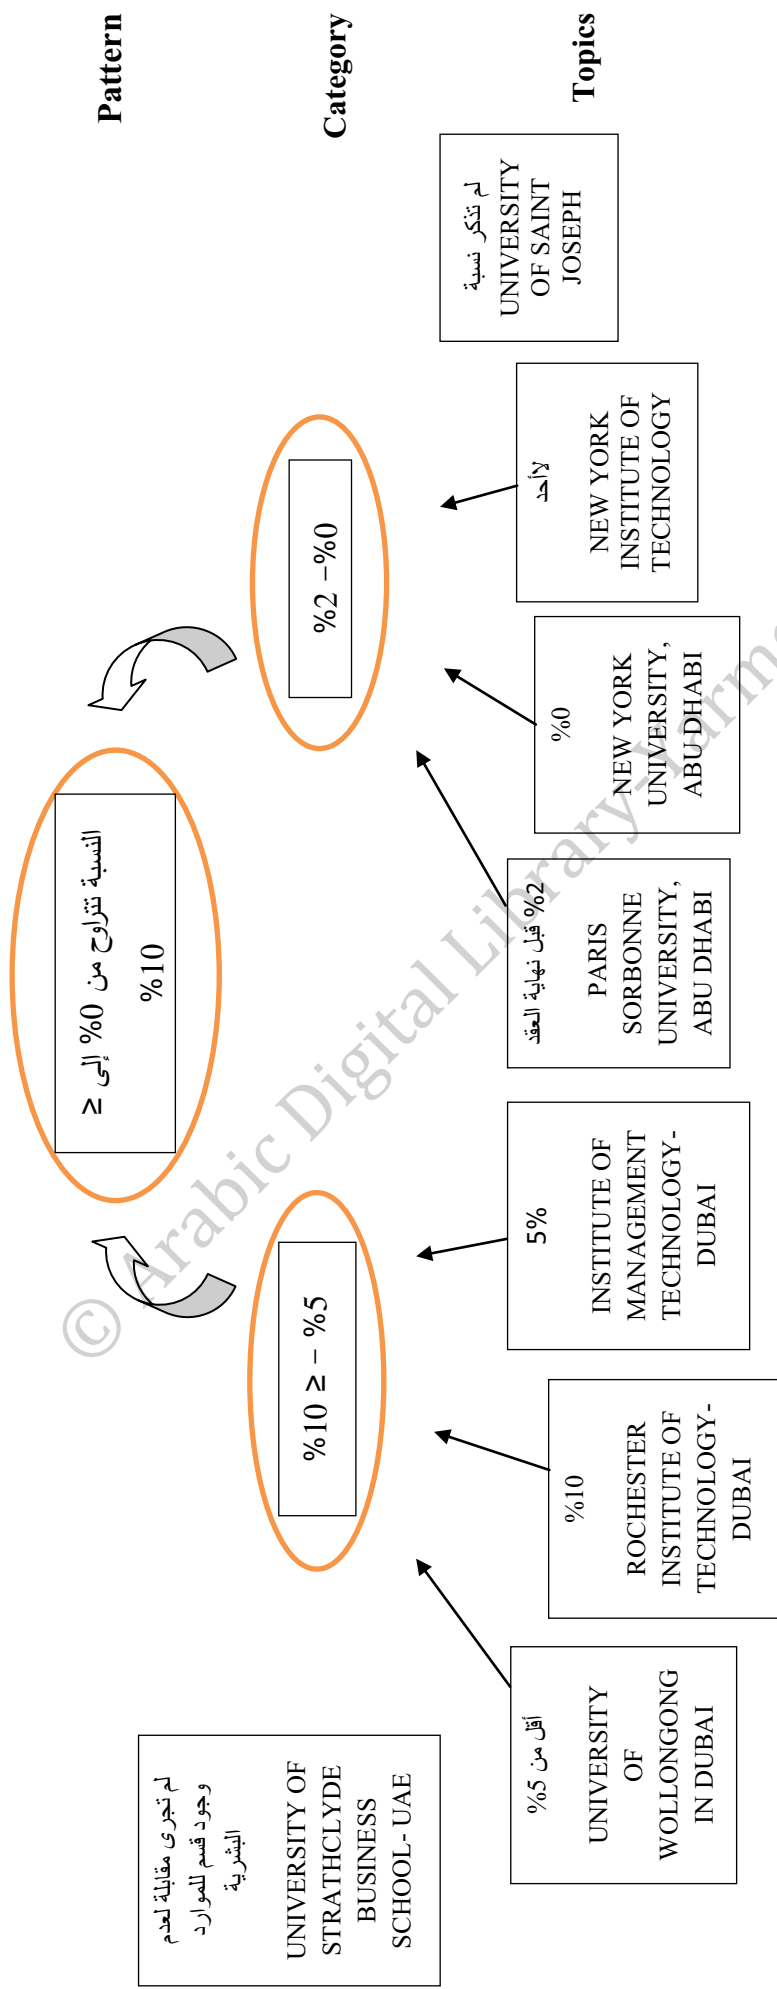 Pattern
النسبة تتراوح من 0% إلى ≥
%10
Category
%10 ≥ – %5
%2 –%0
Topics
لم تجرى مقابلة لعدم
وجود قسم للموارد
البشرية
UNIVERSITY OF
STRATHCLYDE
BUSINESS
SCHOOL- UAE
أقل من 5%
UNIVERSITY
OF
WOLLONGONG
IN DUBAI
%10
ROCHESTER
INSTITUTE OF
TECHNOLOGY-
DUBAI
5%
INSTITUTE OF
MANAGEMENT
TECHNOLOGY-
DUBAI
2% قبل نهاية العقد
PARIS
SORBONNE
UNIVERSITY,
ABU DHABI
%0
NEW YORK
UNIVERSITY,
ABU DHABI
لاأحد
NEW YORK
INSTITUTE OF
TECHNOLOGY
لم تذكر نسبة
UNIVERSITY
OF SAINT
JOSEPH
© Arabic Digital Library-Yarm